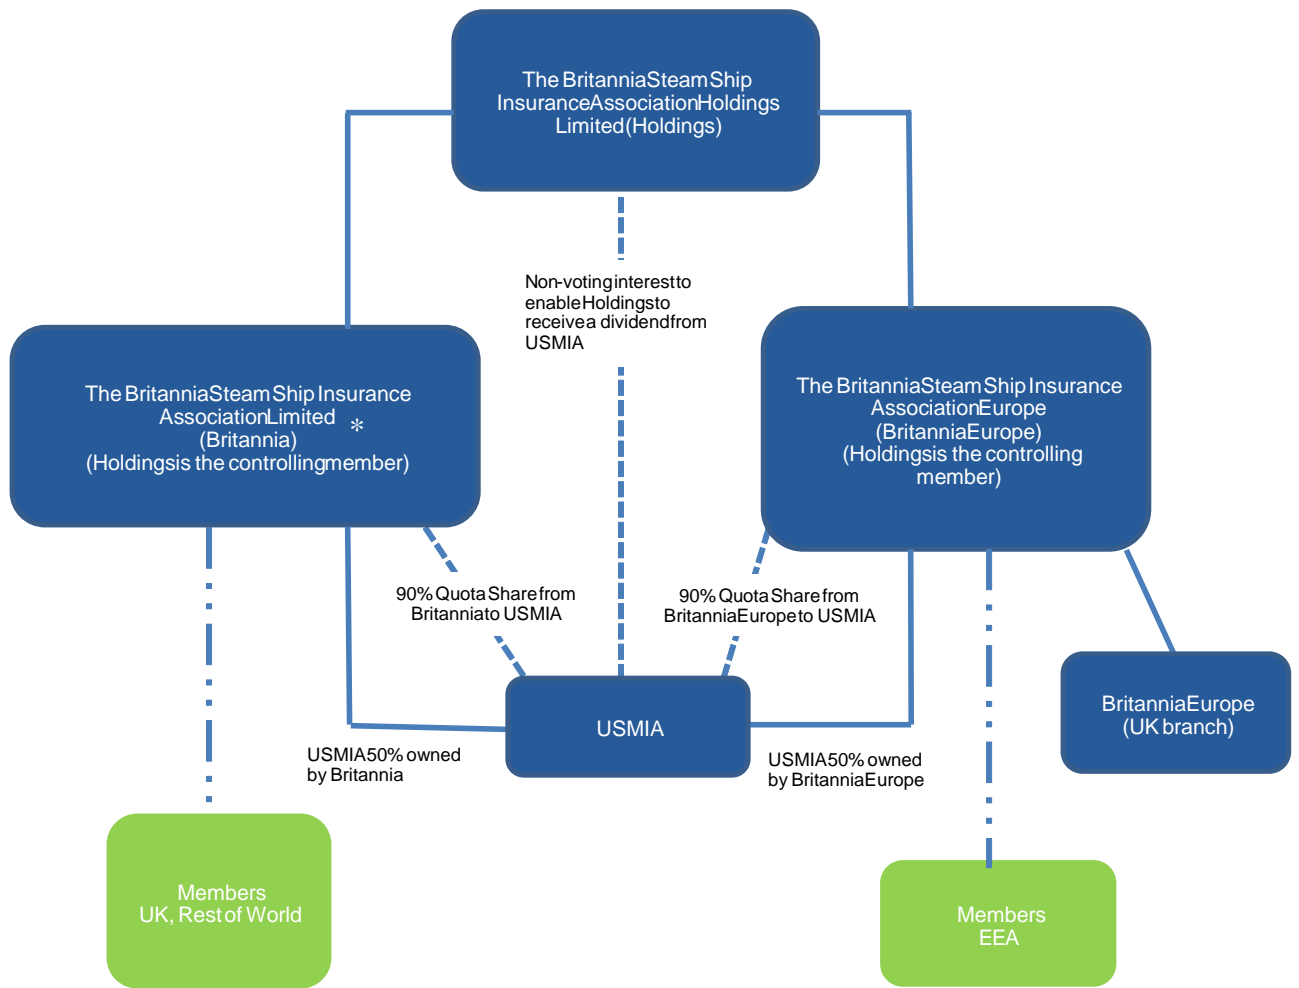 The Britannia Steam Ship
Insurance Association Holdings
Limited (Holdings)
Non-voting interest to
enable Holdings to
receive a dividend from
USMIA
The Britannia Steam Ship Insurance
Association Limited *
(Britannia)
(Holdings is the controlling member)
The Britannia Steam Ship Insurance
Association Europe
(Britannia Europe)
(Holdings is the controlling
member)
90% Quota Share from
Britannia to USMIA
90% Quota Share from
Britannia Europe to USMIA
USMIA
Britannia Europe
(UK branch)
USMIA 50% owned
by Britannia
USMIA 50% owned
by Britannia Europe
Members
UK, Rest of World
Members
EEA